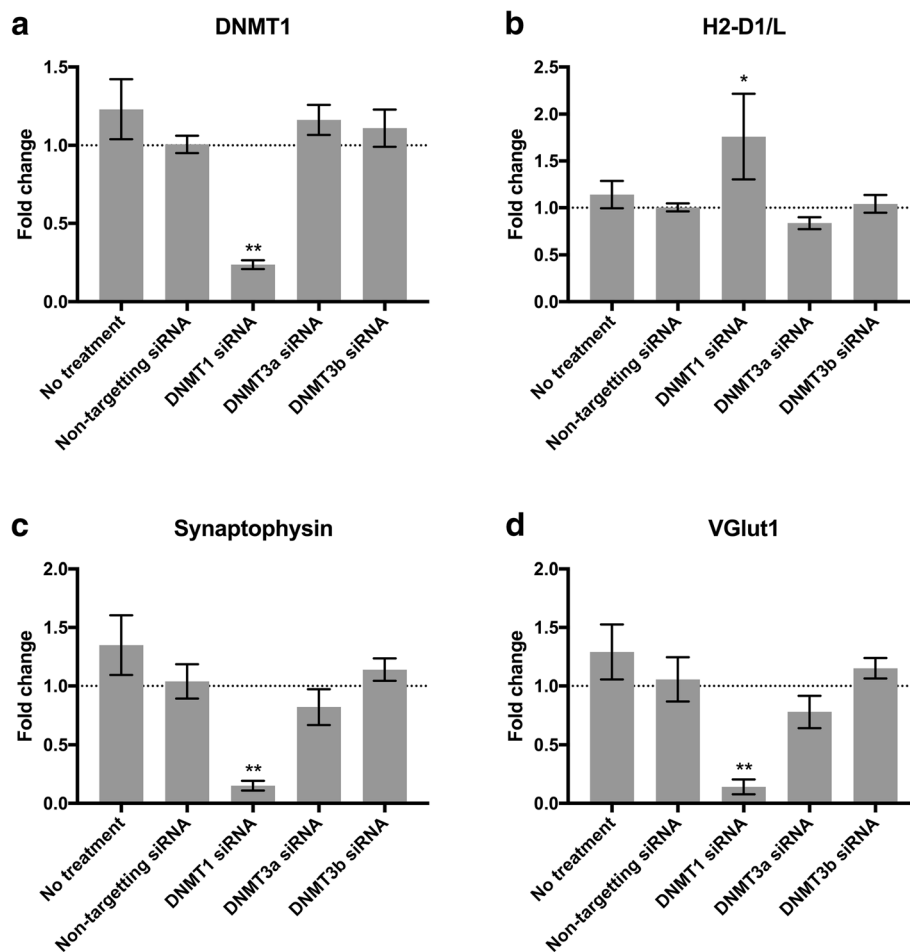 a
DNMT1
Fold change
1.5
1.0
0.5
0.0
**
No treatment
Non-targetting siRNA
DNMT1 siRNA
DNMT3a siRNA
DNMT3b siRNA
b
H2-D1/L
Fold change
2.5
2.0
1.5
1.0
0.5
0.0
*
No treatment
Non-targetting siRNA
DNMT1 siRNA
DNMT3a siRNA
DNMT3b siRNA
c
Synaptophysin
Fold change
2.0
1.5
1.0
0.5
0.0
**
No treatment
Non-targetting siRNA
DNMT1 siRNA
DNMT3a siRNA
DNMT3b siRNA
d
VGlut1
Fold change
2.0
1.5
1.0
0.5
0.0
**
No treatment
Non-targetting siRNA
DNMT1 siRNA
DNMT3a siRNA
DNMT3b siRNA